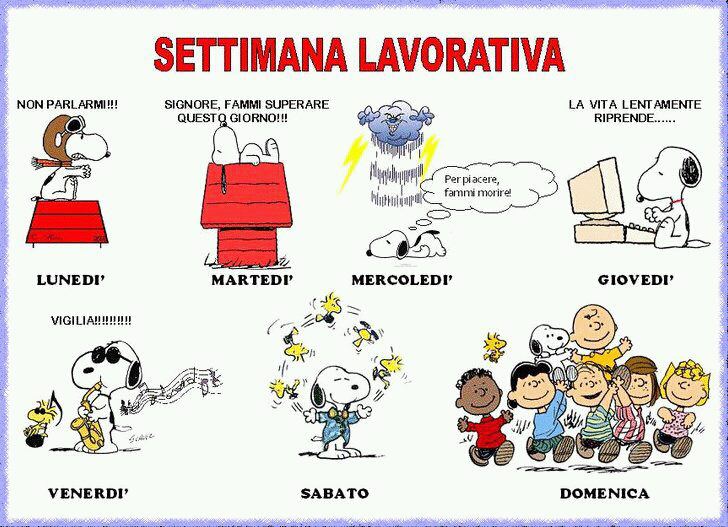 SETTIMANA LAVORATIVA
NON PARLARMI!!!
SIGNORE, FAMMI SUPERARE
QUESTO GIORNO!!!
Per piacere,
fammi morire!
LA VITA LENTAMENTE
RIPRENDE......
LUNEDI'
MARTEDI'
MERCOLEDI'
GIOVEDI'
VIGILIA!!!!!!!!!!
VENERDI'
SABATO
DOMENICA